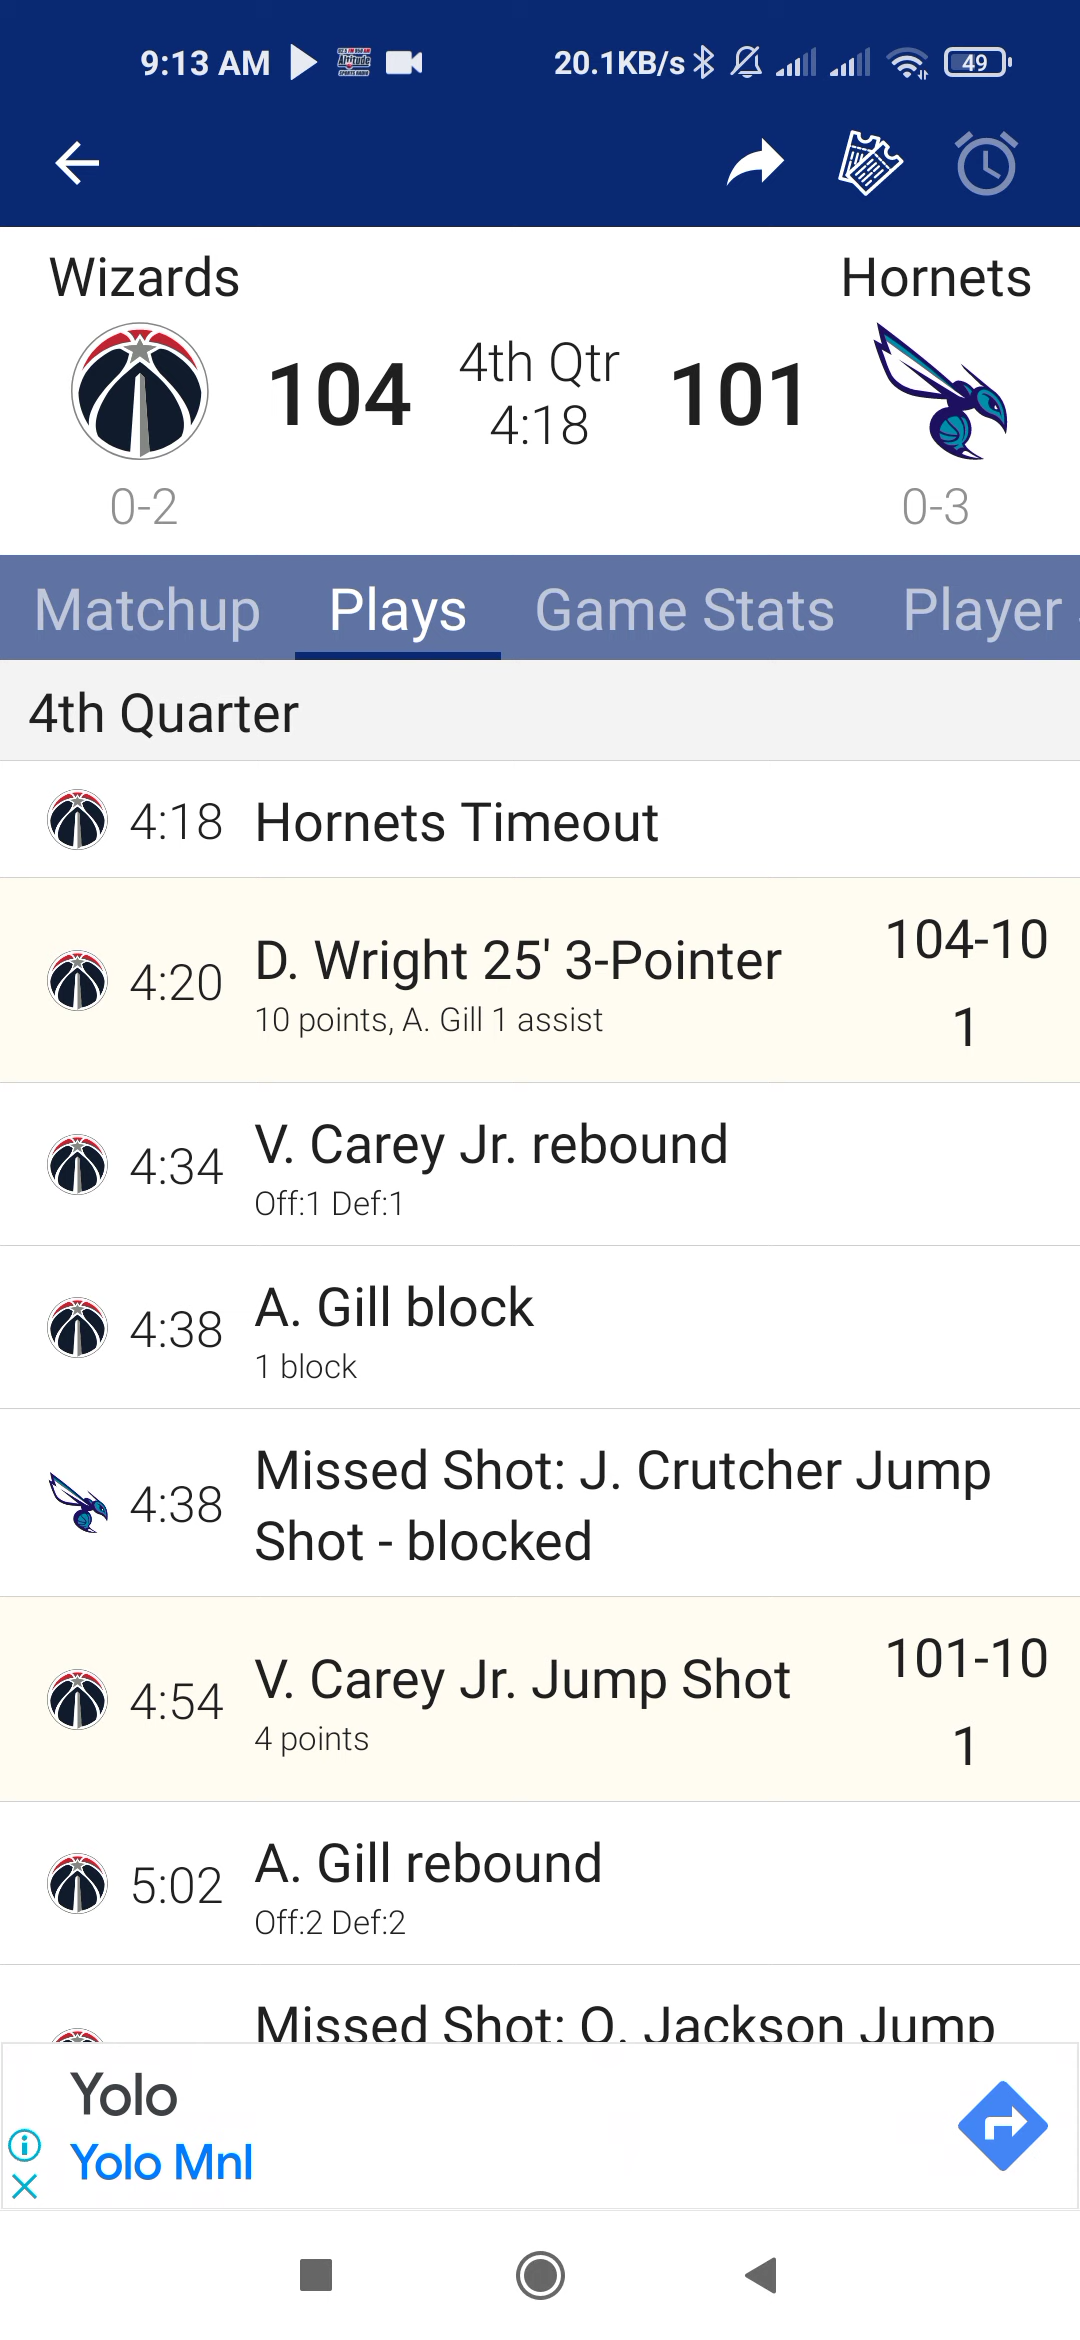 9:13 AM
20.1KB/s
49
Wizards
Hornets
104
4th Qtr
4:18
101
0-2
0-3
Matchup
Plays
Game Stats
Player
4th Quarter
4:18
Hornets Timeout
4:20
D. Wright 25' 3-Pointer
10 points, A. Gill 1 assist
104-10
1
4:34
V. Carey Jr. rebound
Off:1 Def:1
4:38
A. Gill block
1 block
4:38
Missed Shot: J. Crutcher Jump
Shot - blocked
4:54
V. Carey Jr. Jump Shot
4 points
101-10
1
5:02
A. Gill rebound
Off:2 Def:2
Missed Shot: Q. Jackson Jump
Yolo
Yolo Mnl